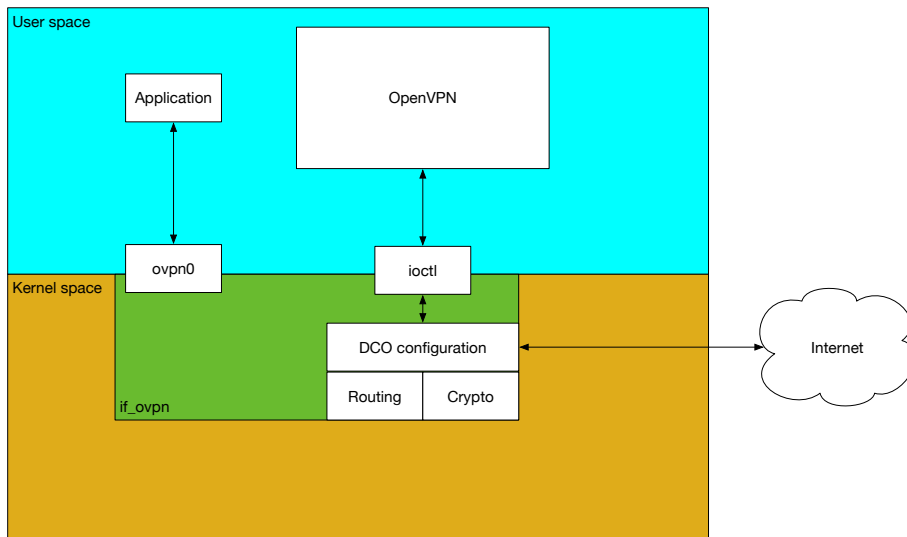 User space
OpenVPN
Application
ovpn0
ioctl
Kernel space
DCO configuration
Internet
Routing
Crypto
if_ovpn